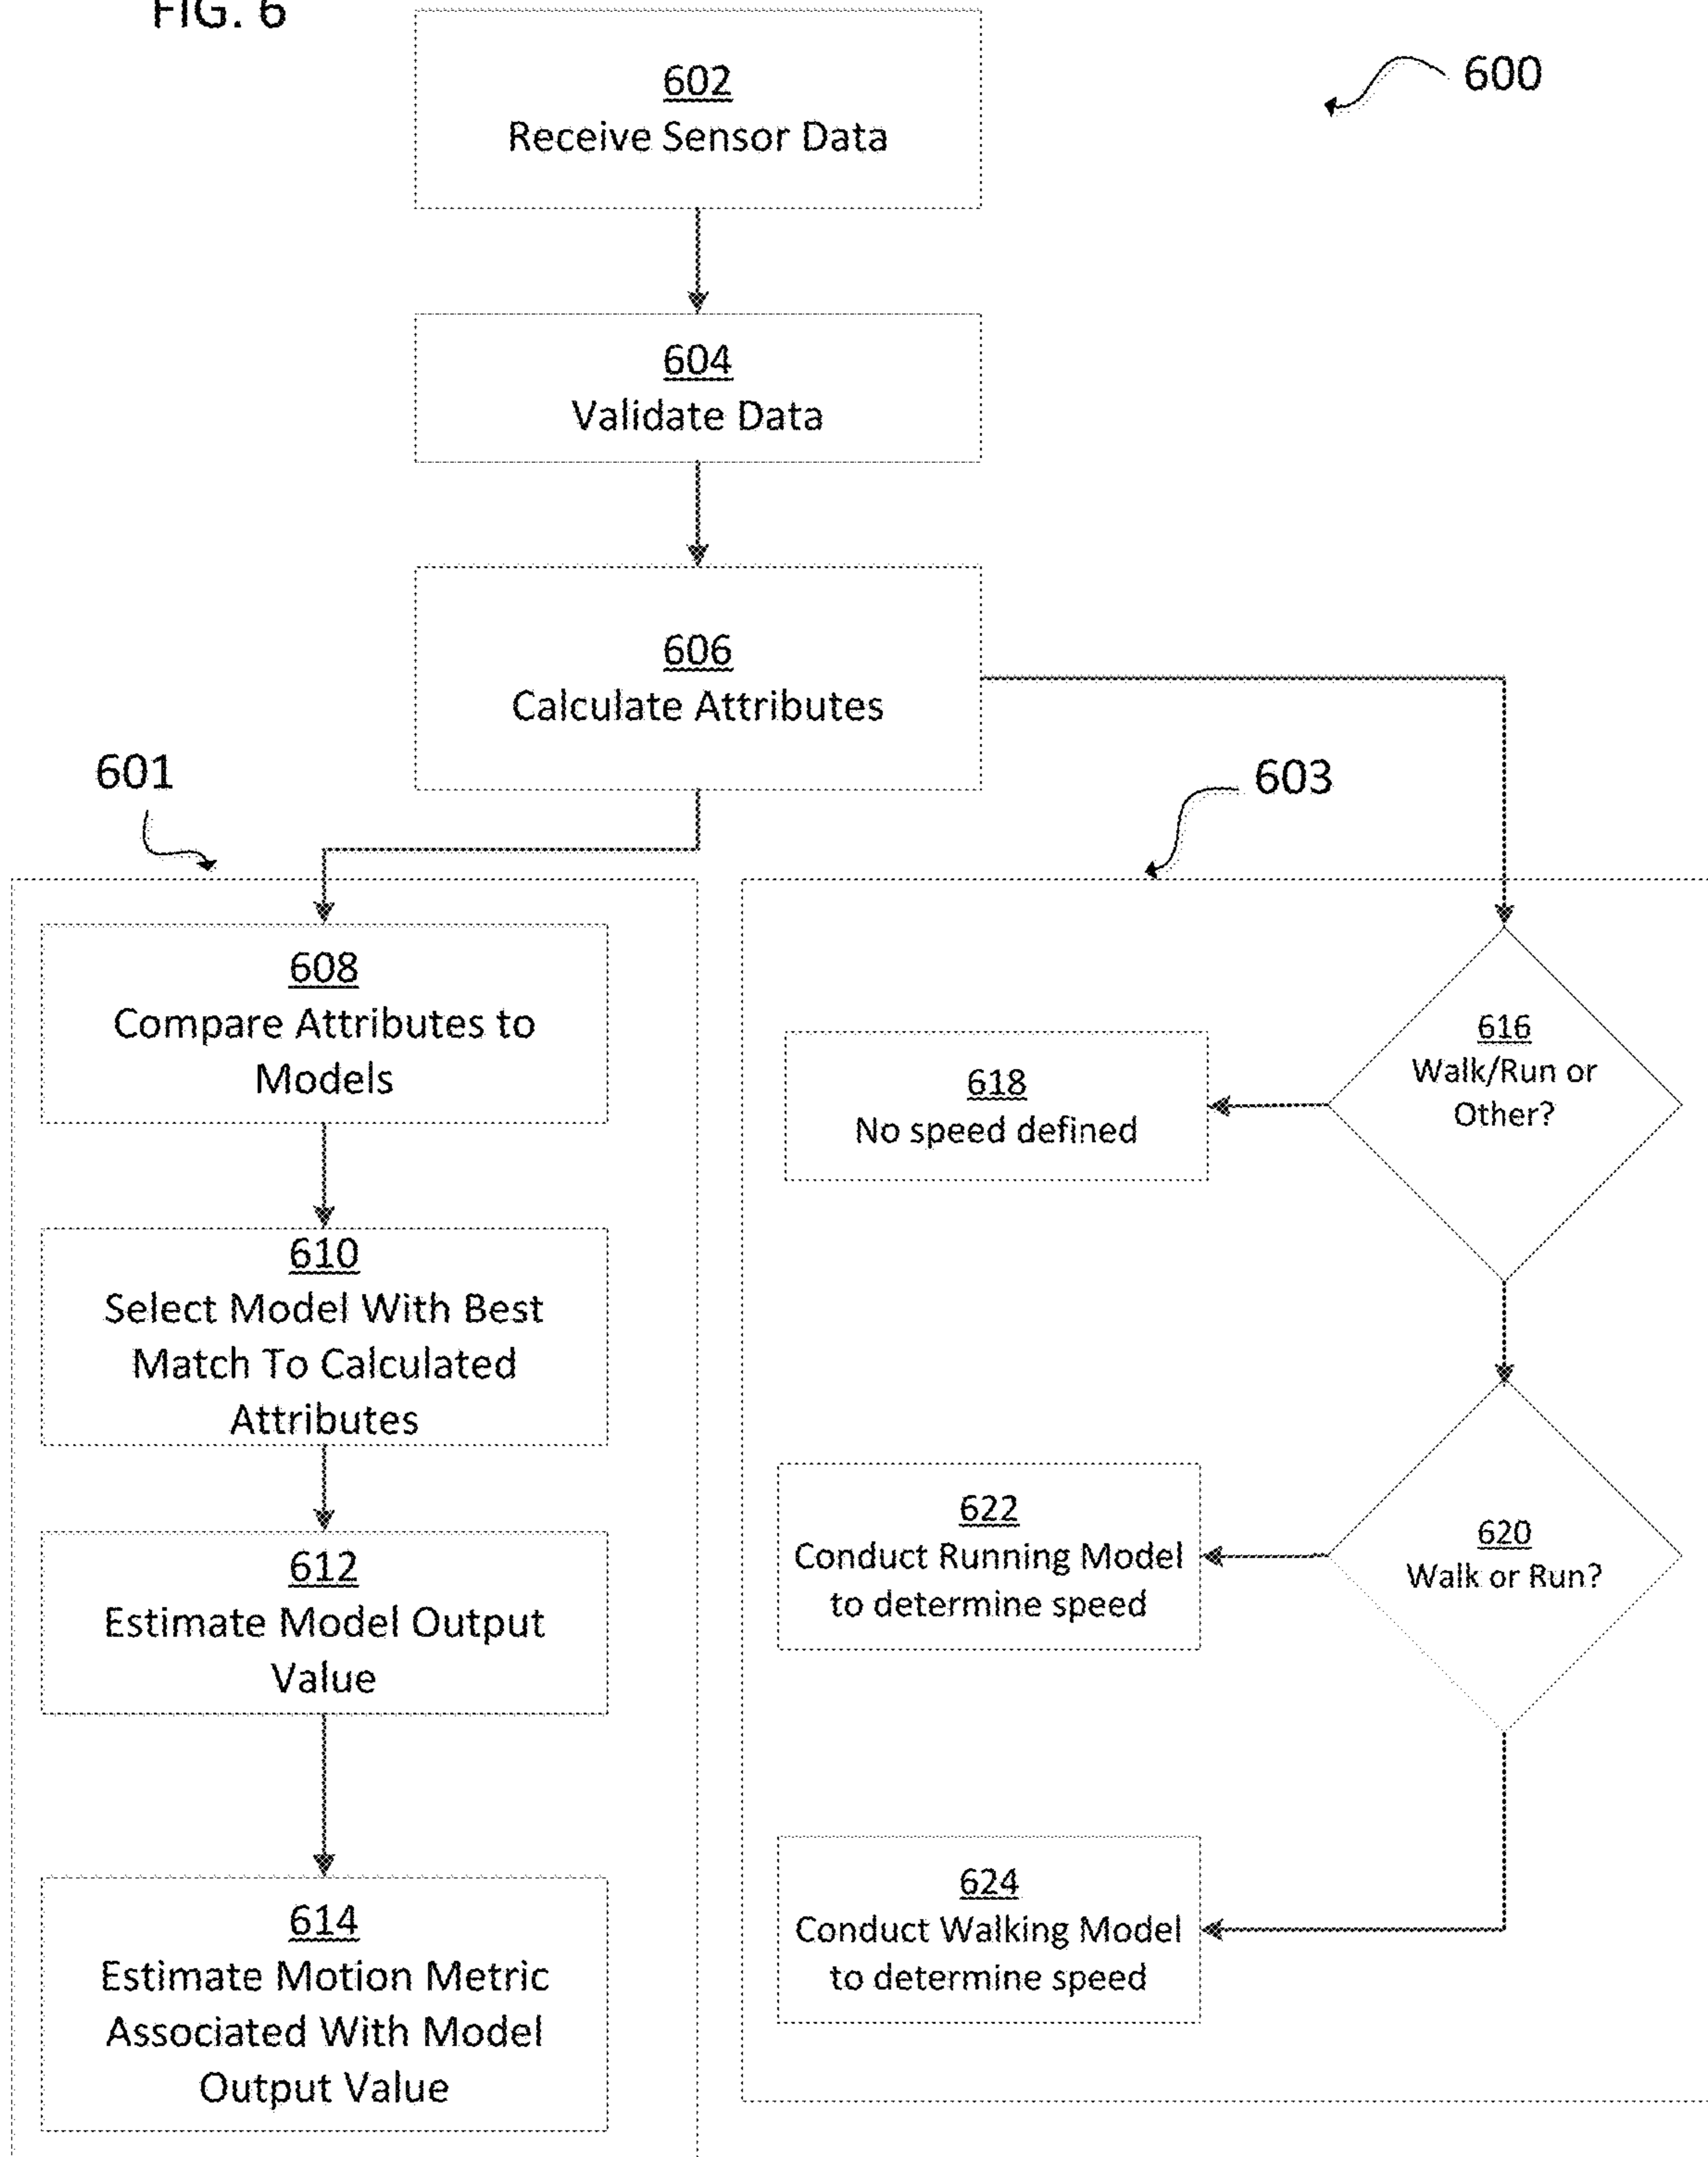 FIG. 6
600
602
Receive Sensor Data
604
Validate Data
606
Calculate Attributes
601
603
608
Compare Attributes to
Models
610
Select Model With Best
Match To Calculated
Attributes
612
Estimate Model Output
Value
614
Estimate Motion Metric
Associated With Model
Output Value
616
Walk/Run or
Other?
618
No speed defined
620
Walk or Run?
622
Conduct Running Model
to determine speed
624
Conduct Walking Model
to determine speed